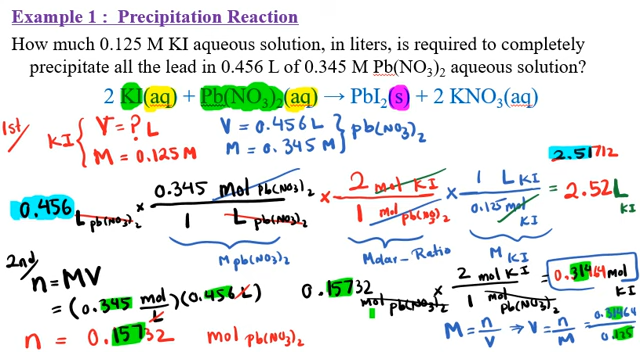 Example 1 : Precipitation Reaction
How much 0.125 M KI aqueous solution, in liters, is required to completely
precipitate all the lead in 0.456 L of 0.345 M Pb(NO3)2 aqueous solution?
2 KI(aq) + Pb(NO3)2(aq) → PbI2(s) + 2 KNO3(aq)
1st/ KI { V = ? L V = 0.456 L } Pb(NO3)2
M = 0.125 M M = 0.345 M
2.51712
0.456 L Pb(NO3)2 × 0.345 mol Pb(NO3)2 / 1 L Pb(NO3)2 × 2 mol KI / 1 mol Pb(NO3)2 × 1 L KI / 0.125 mol KI = 2.52 L KI
M Pb(NO3)2 Molar-Ratio M KI
2nd/ n = MV
= (0.345 mol/L)(0.456 L) 0.15732 mol Pb(NO3)2 × 2 mol KI / 1 mol Pb(NO3)2 = 0.31464 mol KI
n = 0.15732 mol Pb(NO3)2 M = n/V ⇒ V = n/M = 0.31464/0.125